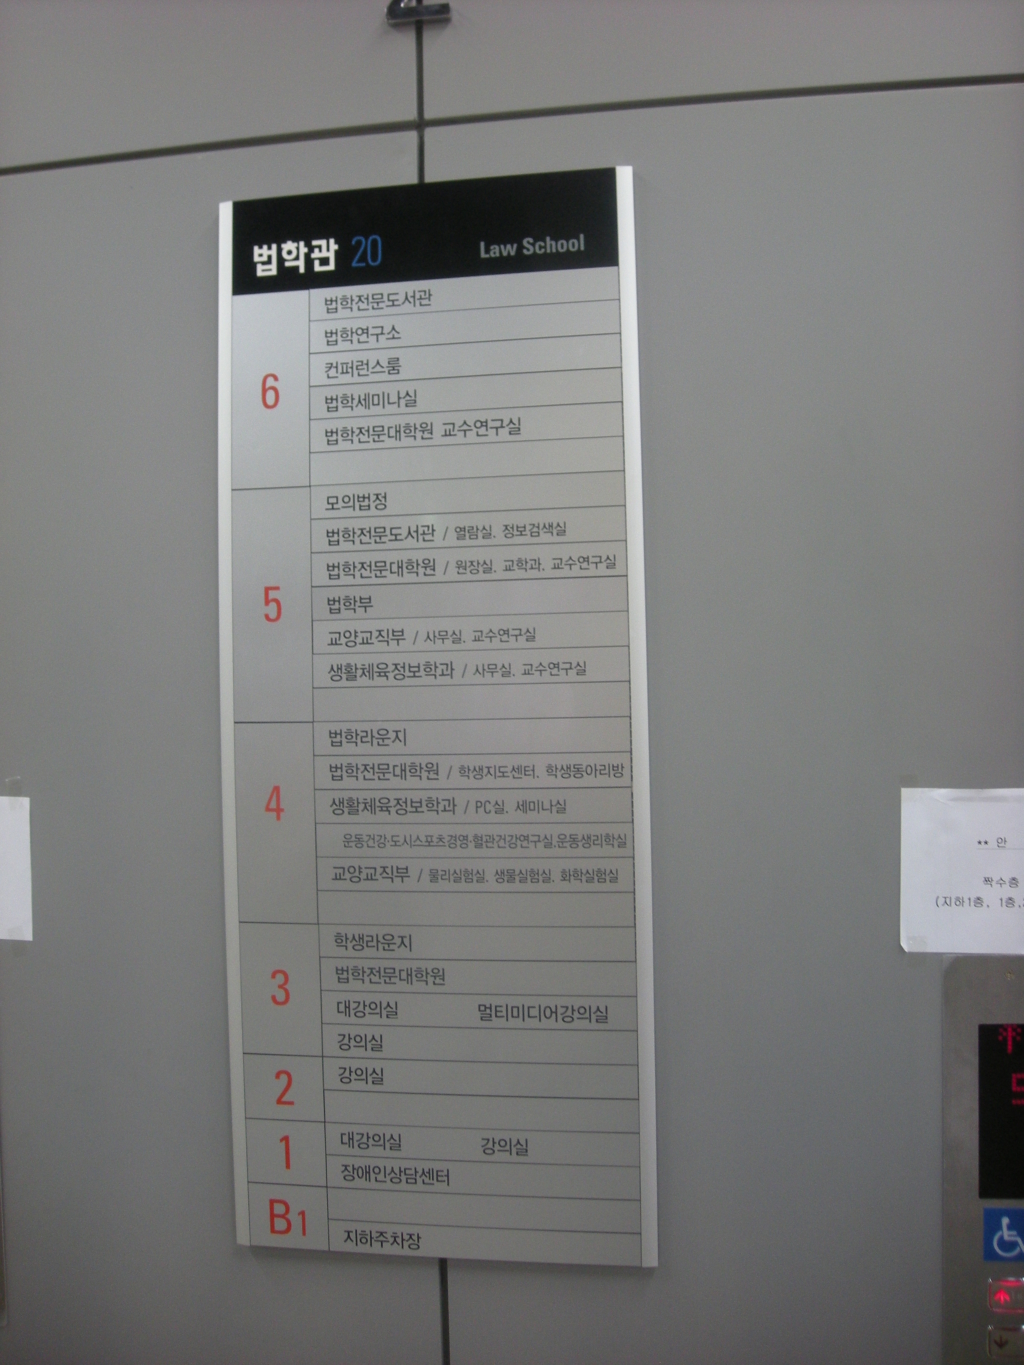 법학관 20 Law School
6
법학전문도서관
법학연구소
컨퍼런스룸
법학세미나실
법학전문대학원 교수연구실
5
모의법정
법학전문도서관 / 열람실. 정보검색실
법학전문대학원 / 원장실. 교학과. 교수연구실
법학부
교양교직부 / 사무실. 교수연구실
생활체육정보학과 / 사무실. 교수연구실
4
법학라운지
법학전문대학원 / 학생지도센터. 학생동아리방
생활체육정보학과 / PC실. 세미나실
운동건강·도시스포츠경영·혈관건강연구실,운동생리학실
교양교직부 / 물리실험실. 생물실험실. 화학실험실
3
학생라운지
법학전문대학원
대강의실 멀티미디어강의실
강의실
2
강의실
1
대강의실 강의실
장애인상담센터
B1
지하주차장
** 안
짝수층
(지하1층, 1층,